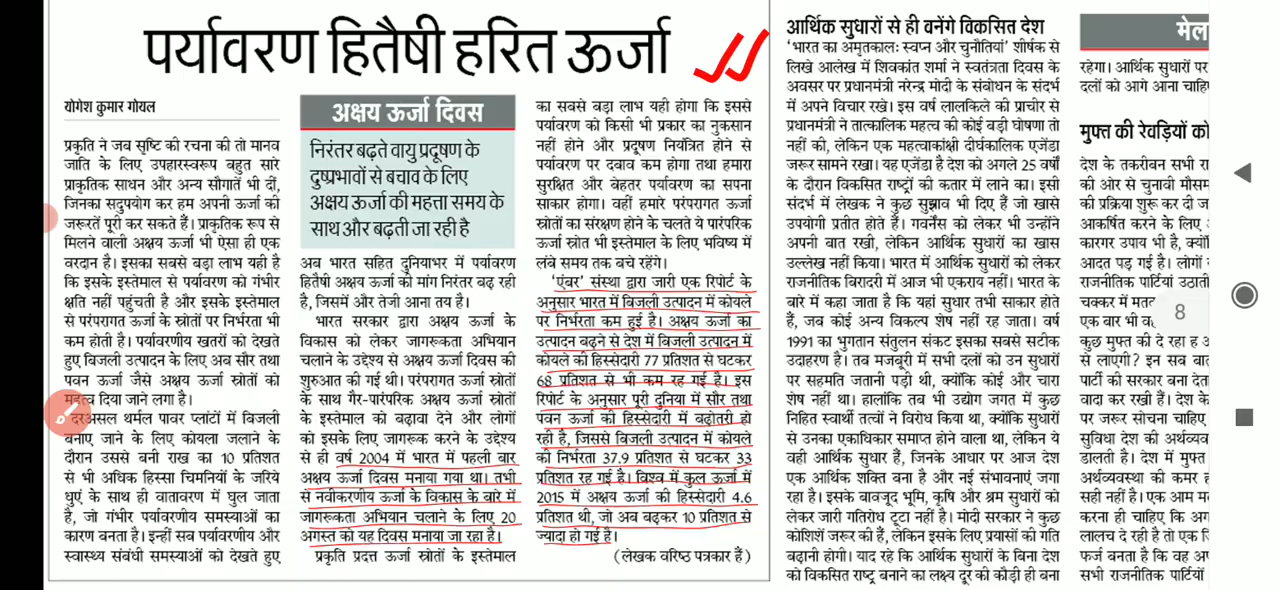 पर्यावरण हितैषी हरित ऊर्जा
योगेश कुमार गोयल
प्रकृति ने जब सृष्टि की रचना की तो मानव
जाति के लिए उपहारस्वरूप बहुत सारे
प्राकृतिक साधन और अन्य सौगातें भी दीं,
जिनका सदुपयोग कर हम अपनी ऊर्जा की
जरूरतें पूरी कर सकते हैं। प्राकृतिक रूप से
मिलने वाली अक्षय ऊर्जा भी ऐसा ही एक
वरदान है। इसका सबसे बड़ा लाभ यही है
कि इसके इस्तेमाल से पर्यावरण को गंभीर
क्षति नहीं पहुंचती है और इसके इस्तेमाल
से परंपरागत ऊर्जा के स्रोतों पर निर्भरता भी
कम होती है। पर्यावरणीय खतरों को देखते
हुए बिजली उत्पादन के लिए अब सौर तथा
पवन ऊर्जा जैसे अक्षय ऊर्जा स्रोतों को
महत्व दिया जाने लगा है।
दरअसल थर्मल पावर प्लांटों में बिजली
बनाए जाने के लिए कोयला जलाने के
दौरान उससे बनी राख का 10 प्रतिशत
से भी अधिक हिस्सा चिमनियों के जरिये
धुएं के साथ ही वातावरण में घुल जाता
है, जो गंभीर पर्यावरणीय समस्याओं का
कारण बनता है। इन्हीं सब पर्यावरणीय और
स्वास्थ्य संबंधी समस्याओं को देखते हुए
अक्षय ऊर्जा दिवस
निरंतर बढ़ते वायु प्रदूषण के
दुष्प्रभावों से बचाव के लिए
अक्षय ऊर्जा की महत्ता समय के
साथ और बढ़ती जा रही है
अब भारत सहित दुनियाभर में पर्यावरण
हितैषी अक्षय ऊर्जा की मांग निरंतर बढ़ रही
है, जिसमें और तेजी आना तय है।
भारत सरकार द्वारा अक्षय ऊर्जा के
विकास को लेकर जागरूकता अभियान
चलाने के उद्देश्य से अक्षय ऊर्जा दिवस की
शुरुआत की गई थी। परंपरागत ऊर्जा स्रोतों
के साथ गैर-पारंपरिक अक्षय ऊर्जा स्रोतों
के इस्तेमाल को बढ़ावा देने और लोगों
को इसके लिए जागरूक करने के उद्देश्य
से ही वर्ष 2004 में भारत में पहली बार
अक्षय ऊर्जा दिवस मनाया गया था। तभी
से नवीकरणीय ऊर्जा के विकास के बारे में
जागरूकता अभियान चलाने के लिए 20
अगस्त को यह दिवस मनाया जा रहा है।
प्रकृति प्रदत्त ऊर्जा स्रोतों के इस्तेमाल
का सबसे बड़ा लाभ यही होगा कि इससे
पर्यावरण को किसी भी प्रकार का नुकसान
नहीं होने और प्रदूषण नियंत्रित होने से
पर्यावरण पर दबाव कम होगा तथा हमारा
सुरक्षित और बेहतर पर्यावरण का सपना
साकार होगा। वहीं हमारे परंपरागत ऊर्जा
स्रोतों का संरक्षण होने के चलते ये पारंपरिक
ऊर्जा स्रोत भी इस्तेमाल के लिए भविष्य में
लंबे समय तक बचे रहेंगे।
'एंबर' संस्था द्वारा जारी एक रिपोर्ट के
अनुसार भारत में बिजली उत्पादन में कोयले
पर निर्भरता कम हुई है। अक्षय ऊर्जा का
उत्पादन बढ़ने से देश में बिजली उत्पादन में
कोयले की हिस्सेदारी 77 प्रतिशत से घटकर
68 प्रतिशत से भी कम रह गई है। इस
रिपोर्ट के अनुसार पूरी दुनिया में सौर तथा
पवन ऊर्जा की हिस्सेदारी में बढ़ोतरी हो
रही है, जिससे बिजली उत्पादन में कोयले
की निर्भरता 37.9 प्रतिशत से घटकर 33
प्रतिशत रह गई है। विश्व में कुल ऊर्जा में
2015 में अक्षय ऊर्जा की हिस्सेदारी 4.6
प्रतिशत थी, जो अब बढ़कर 10 प्रतिशत से
ज्यादा हो गई है।
(लेखक वरिष्ठ पत्रकार हैं)
आर्थिक सुधारों से ही बनेंगे विकसित देश
'भारत का अमृतकाल: स्वप्न और चुनौतियां' शीर्षक से
लिखे आलेख में शिवकांत शर्मा ने स्वतंत्रता दिवस के
अवसर पर प्रधानमंत्री नरेन्द्र मोदी के संबोधन के संदर्भ
में अपने विचार रखे। इस वर्ष लालकिले की प्राचीर से
प्रधानमंत्री ने तात्कालिक महत्व की कोई बड़ी घोषणा तो
नहीं की, लेकिन एक महत्वाकांक्षी दीर्घकालिक एजेंडा
जरूर सामने रखा। यह एजेंडा है देश को अगले 25 वर्षों
के दौरान विकसित राष्ट्रों की कतार में लाने का। इसी
संदर्भ में लेखक ने कुछ सुझाव भी दिए हैं जो खासे
उपयोगी प्रतीत होते हैं। गवर्नेंस को लेकर भी उन्होंने
अपनी बात रखी, लेकिन आर्थिक सुधारों का खास
उल्लेख नहीं किया। भारत में आर्थिक सुधारों को लेकर
राजनीतिक बिरादरी में आज भी एकराय नहीं। भारत के
बारे में कहा जाता है कि यहां सुधार तभी साकार होते
हैं, जब कोई अन्य विकल्प शेष नहीं रह जाता। वर्ष
1991 का भुगतान संतुलन संकट इसका सबसे सटीक
उदाहरण है। तब मजबूरी में सभी दलों को उन सुधारों
पर सहमति जतानी पड़ी थी, क्योंकि कोई और चारा
शेष नहीं था। हालांकि तब भी उद्योग जगत में कुछ
निहित स्वार्थी तत्वों ने विरोध किया था, क्योंकि सुधारों
से उनका एकाधिकार समाप्त होने वाला था, लेकिन ये
वही आर्थिक सुधार हैं, जिनके आधार पर आज देश
एक आर्थिक शक्ति बना है और नई संभावनाएं जगा
रहा है। इसके बावजूद भूमि, कृषि और श्रम सुधारों को
लेकर जारी गतिरोध टूटा नहीं है। मोदी सरकार ने कुछ
कोशिशें जरूर की हैं, लेकिन इसके लिए प्रयासों की गति
बढ़ानी होगी। याद रहे कि आर्थिक सुधारों के बिना देश
को विकसित राष्ट्र बनाने का लक्ष्य दूर की कौड़ी ही बना
मेल
रहेगा। आर्थिक सुधारों पर
दलों को आगे आना चाहि
मुफ्त की रेवड़ियों को
देश के तकरीबन सभी रा
की ओर से चुनावी मौसम
की प्रक्रिया शुरू कर दी ज
आकर्षित करने के लिए
कारगर उपाय भी है, क्यों
आदत पड़ गई है। लोगों
राजनीतिक पार्टियां उठाती
चक्कर में मतद
एक बार भी व
8
कुछ मुफ्त की दे रहा ह अ
से लाएगी? इन सब वा
पार्टी की सरकार बना देत
वादा कर रखी हैं। देश के
पर जरूर सोचना चाहिए
सुविधा देश की अर्थव्यव
डालती है। देश में मुफ्त
अर्थव्यवस्था की कमर ह
सही नहीं है। एक आम म
करना ही चाहिए कि अग
लालच दे रही है तो एक ि
फर्ज बनता है कि वह अप
सभी राजनीतिक पार्टियों